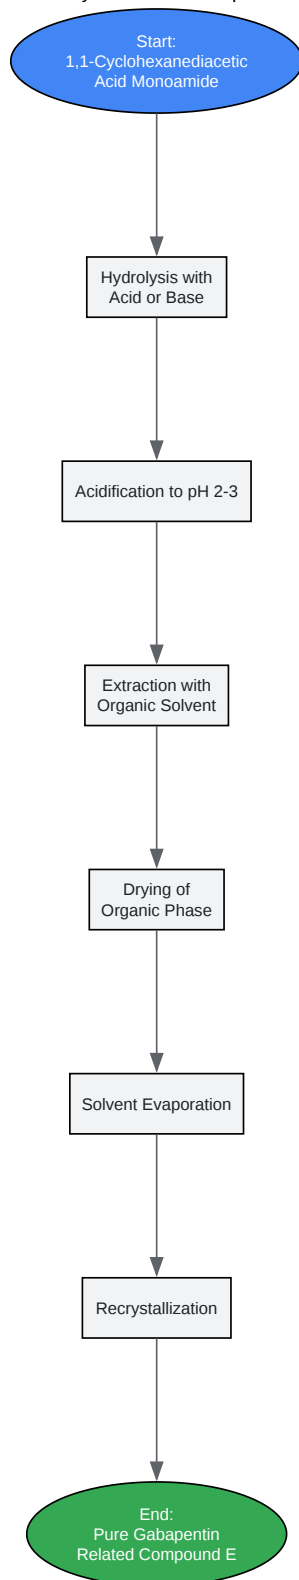 Start:
1,1-Cyclohexanediacetic
Acid Monoamide
Hydrolysis with
Acid or Base
Acidification to pH 2-3
Extraction with
Organic Solvent
Drying of
Organic Phase
Solvent Evaporation
Recrystallization
End:
Pure Gabapentin
Related Compound E